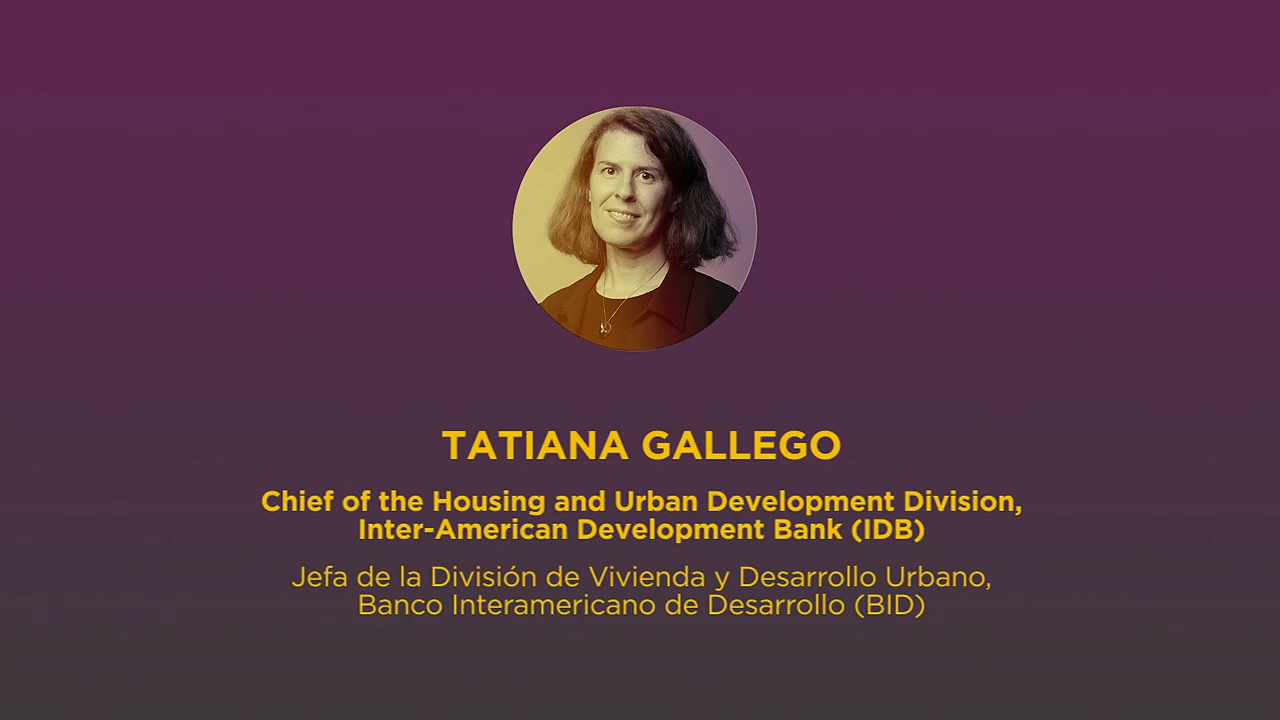 TATIANA GALLEGO
Chief of the Housing and Urban Development Division,
Inter-American Development Bank (IDB)
Jefa de la División de Vivienda y Desarrollo Urbano,
Banco Interamericano de Desarrollo (BID)